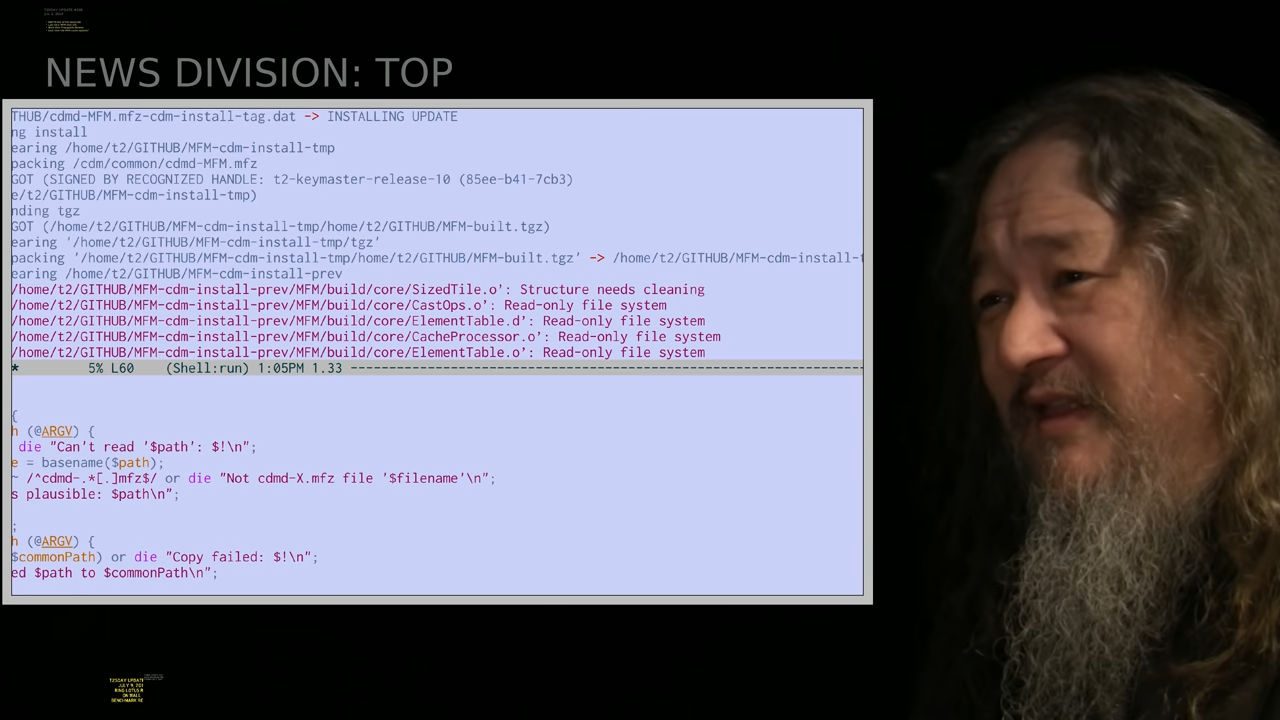 NEWS DIVISION: TOP
THUB/cdmd-MFM.mfz-cdm-install-tag.dat -> INSTALLING UPDATE
ng install
earing /home/t2/GITHUB/MFM-cdm-install-tmp
packing /cdm/common/cdmd-MFM.mfz
GOT (SIGNED BY RECOGNIZED HANDLE: t2-keymaster-release-10 (85ee-b41-7cb3)
e/t2/GITHUB/MFM-cdm-install-tmp)
nding tgz
GOT (/home/t2/GITHUB/MFM-cdm-install-tmp/home/t2/GITHUB/MFM-built.tgz)
earing '/home/t2/GITHUB/MFM-cdm-install-tmp/tgz'
packing '/home/t2/GITHUB/MFM-cdm-install-tmp/home/t2/GITHUB/MFM-built.tgz' -> /home/t2/GITHUB/MFM-cdm-install-t
earing /home/t2/GITHUB/MFM-cdm-install-prev
/home/t2/GITHUB/MFM-cdm-install-prev/MFM/build/core/SizedTile.o’: Structure needs cleaning
/home/t2/GITHUB/MFM-cdm-install-prev/MFM/build/core/CastOps.o’: Read-only file system
/home/t2/GITHUB/MFM-cdm-install-prev/MFM/build/core/ElementTable.d’: Read-only file system
/home/t2/GITHUB/MFM-cdm-install-prev/MFM/build/core/CacheProcessor.o’: Read-only file system
/home/t2/GITHUB/MFM-cdm-install-prev/MFM/build/core/ElementTable.o’: Read-only file system
* 5% L60 (Shell:run) 1:05PM 1.33 --------------------------------------------------------------------
{
h (@ARGV) {
die "Can't read '$path': $!\n";
e = basename($path);
~ /^cdmd-.*[.]mfz$/ or die "Not cdmd-X.mfz file '$filename'\n";
s plausible: $path\n";
;
h (@ARGV) {
$commonPath) or die "Copy failed: $!\n";
ed $path to $commonPath\n";
T2SDAY UPDATE
ON WALL